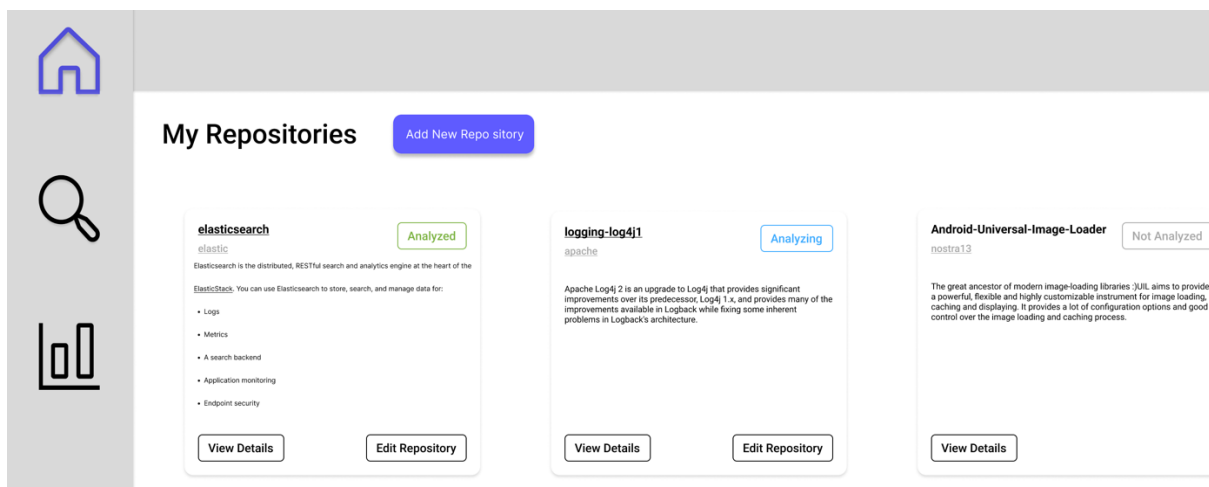 My Repositories
Add New Repo sitory
elasticsearch
Analyzed
elastic
Elasticsearch is the distributed, RESTful search and analytics engine at the heart of the
ElasticStack. You can use Elasticsearch to store, search, and manage data for:
• Logs
• Metrics
• A search backend
• Application monitoring
• Endpoint security
View Details
Edit Repository
logging-log4j1
Analyzing
apache
Apache Log4j 2 is an upgrade to Log4j that provides significant
improvements over its predecessor, Log4j 1.x, and provides many of the
improvements available in Logback while fixing some inherent
problems in Logback's architecture.
View Details
Edit Repository
Android-Universal-Image-Loader
Not Analyzed
nostra13
The great ancestor of modern image-loading libraries :)UIL aims to provide
a powerful, flexible and highly customizable instrument for image loading,
caching and displaying. It provides a lot of configuration options and good
control over the image loading and caching process.
View Details